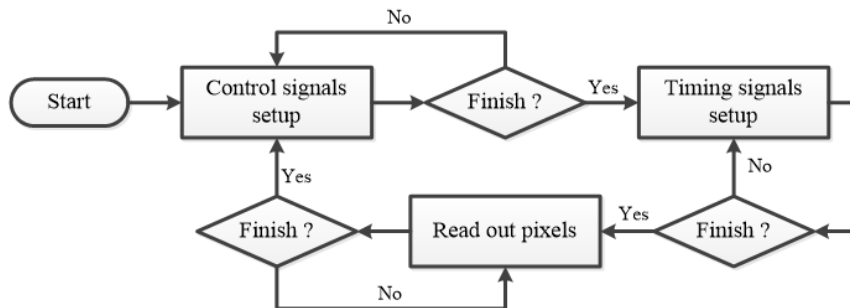 No
Start
Control signals
setup
Finish ?
Yes
Timing signals
setup
Yes
No
Finish ?
Read out pixels
Yes
Finish ?
No